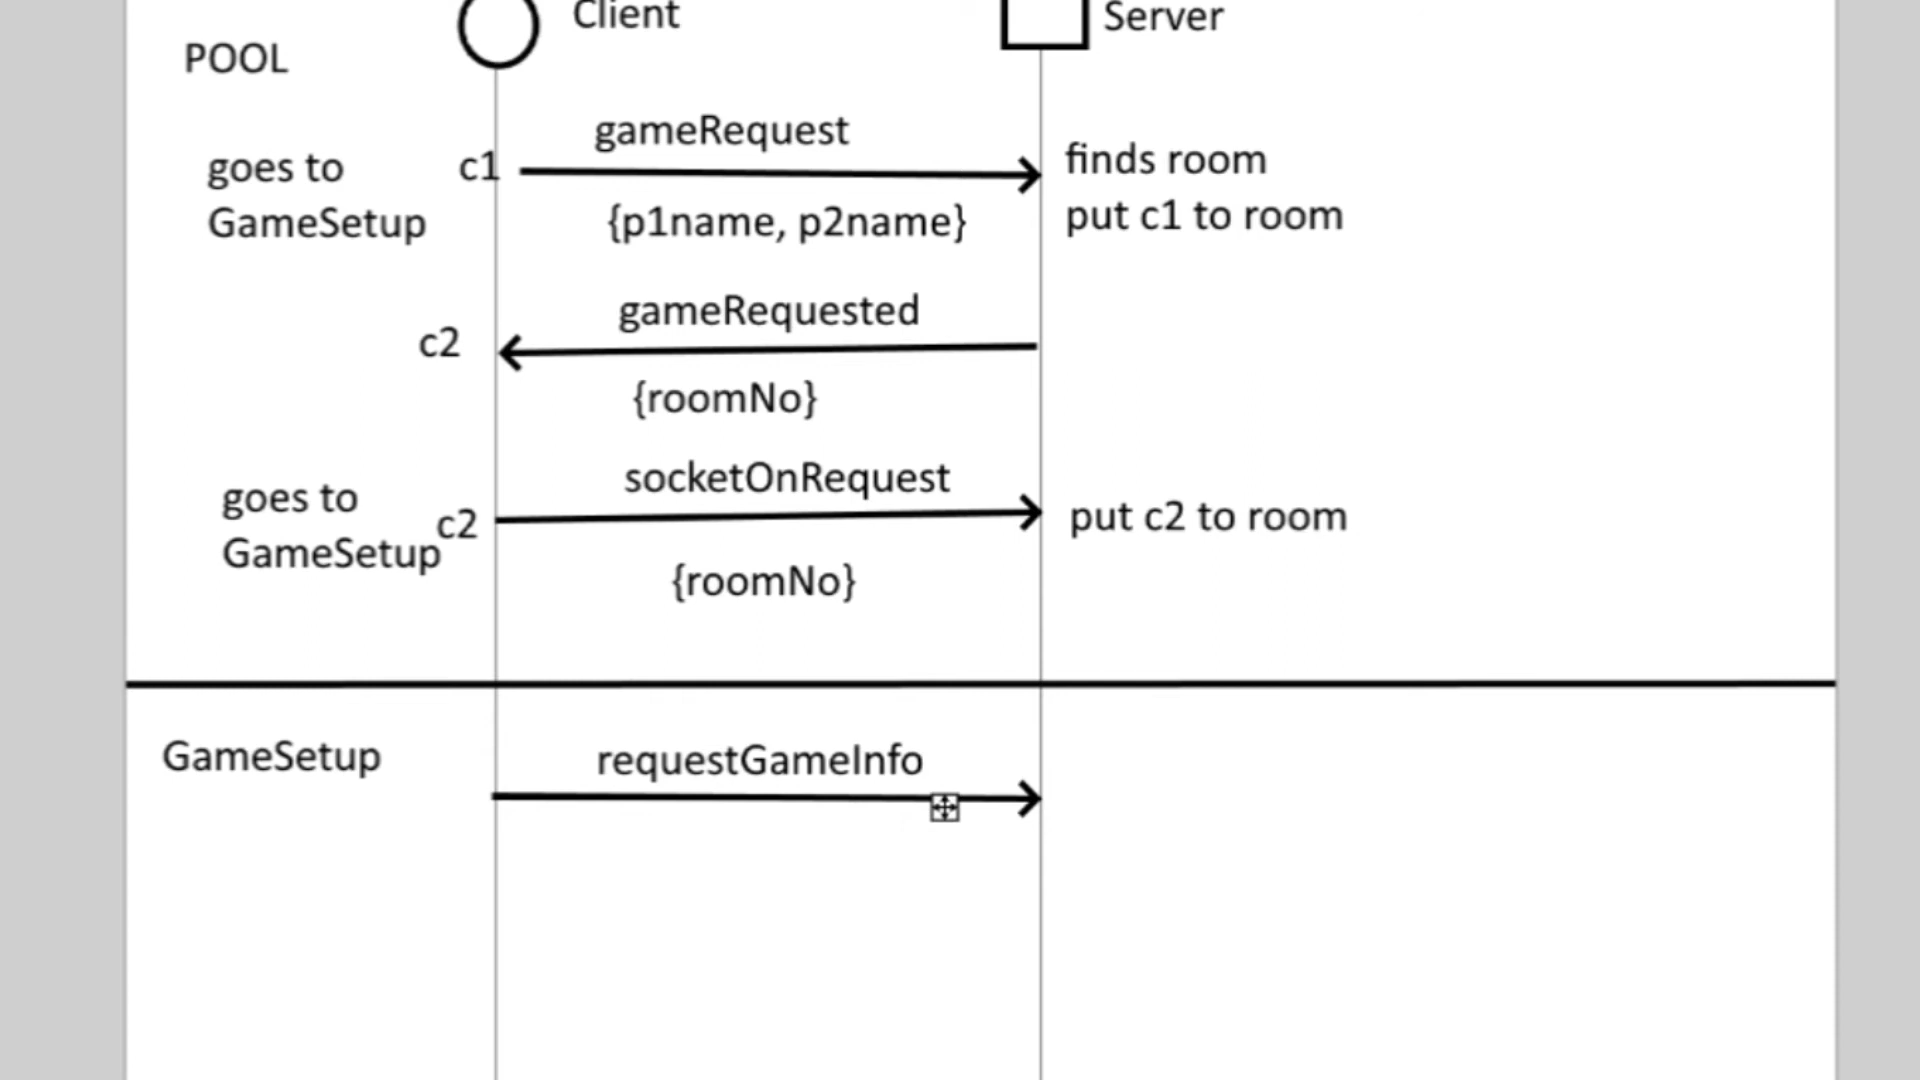 Client
Server
POOL
gameRequest
goes to
GameSetup
c1
finds room
put c1 to room
{p1name, p2name}
gameRequested
c2
{roomNo}
socketOnRequest
goes to
GameSetup
c2
put c2 to room
{roomNo}
GameSetup
requestGameInfo